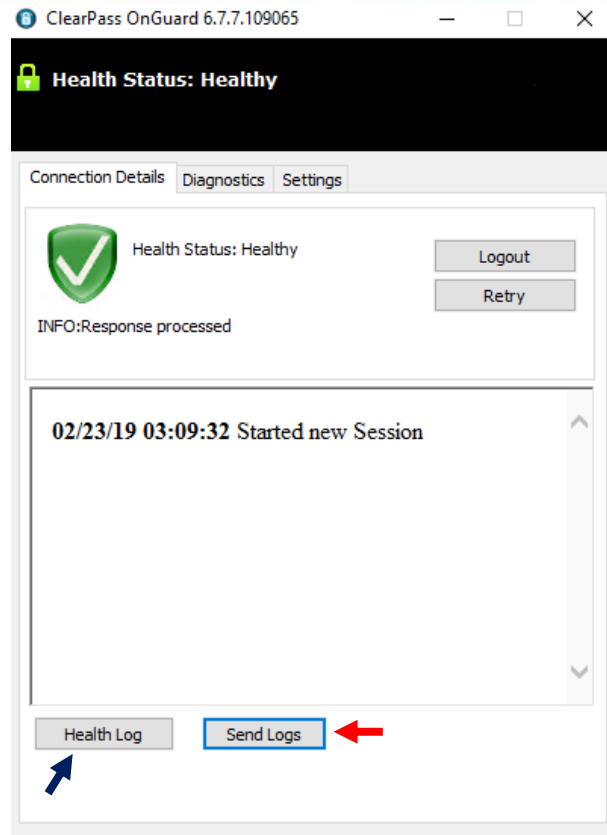 ClearPass OnGuard 6.7.7.109065
Health Status: Healthy
Connection Details Diagnostics Settings
Health Status: Healthy
Logout
Retry
INFO:Response processed
02/23/19 03:09:32 Started new Session
Health Log Send Logs